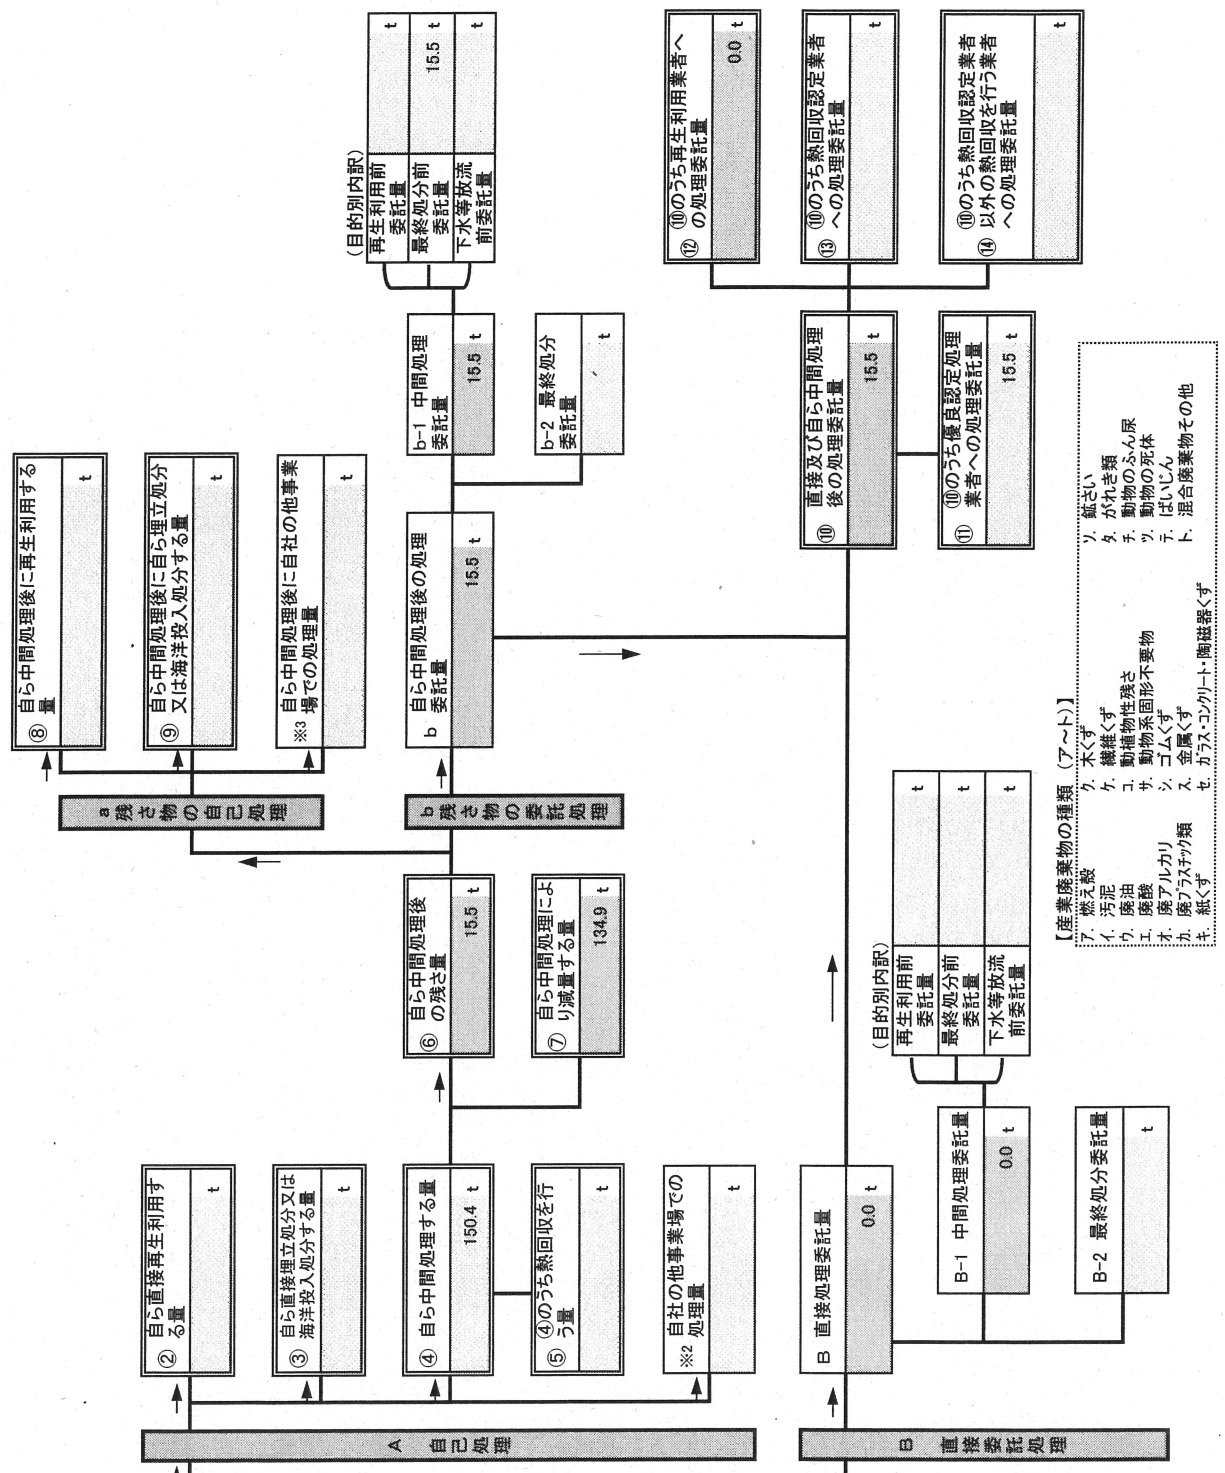 A
自己処理
② 自ら直接再生利用す
る量
t
③ 自ら直接埋立処分又は
海洋投入処分する量
t
④ 自ら中間処理する量
150.4 t
⑤ ④のうち熱回収を行
う量
t
※2 自社の他事業場での
処理量
t
⑥ 自ら中間処理後
の残さ量
15.5 t
⑦ 自ら中間処理によ
り減量する量
134.9 t
a
残さ物の自己処理
⑧ 自ら中間処理後に再生利用する
量
t
⑨ 自ら中間処理後に自ら埋立処分
又は海洋投入処分する量
t
※3 自ら中間処理後に自社の他事業
場での処理量
t
b
残さ物の委託処理
b 自ら中間処理後の処理
委託量
15.5 t
b-1 中間処理
委託量
15.5 t
b-2 最終処分
委託量
t
(目的別内訳)
再生利用前
委託量
t
最終処分前
委託量
15.5 t
下水等放流
前委託量
t
B
直接委託処理
B 直接処理委託量
0.0 t
B-1 中間処理委託量
0.0 t
B-2 最終処分委託量
t
(目的別内訳)
再生利用前
委託量
t
最終処分前
委託量
t
下水等放流
前委託量
t
⑩ 直接及び自ら中間処理
後の処理委託量
15.5 t
⑪ ⑩のうち優良認定処理
業者への処理委託量
15.5 t
⑫ ⑩のうち再生利用業者へ
の処理委託量
0.0 t
⑬ ⑩のうち熱回収認定業者
への処理委託量
t
⑭ ⑩のうち熱回収認定業者
以外の熱回収を行う業者
への処理委託量
t
【産業廃棄物の種類 (ア～ト)】
ア. 燃え殻
イ. 汚泥
ウ. 廃油
エ. 廃酸
オ. 廃アルカリ
カ. 廃プラスチック類
キ. 紙くず
ク. 木くず
ケ. 繊維くず
コ. 動植物性残さ
サ. 動物系固形不要物
シ. ゴムくず
ス. 金属くず
セ. ガラス・コンクリート・陶磁器くず
ソ. 鉱さい
タ. がれき類
チ. 動物のふん尿
ツ. 動物の死体
テ. ばいじん
ト. 混合廃棄物その他